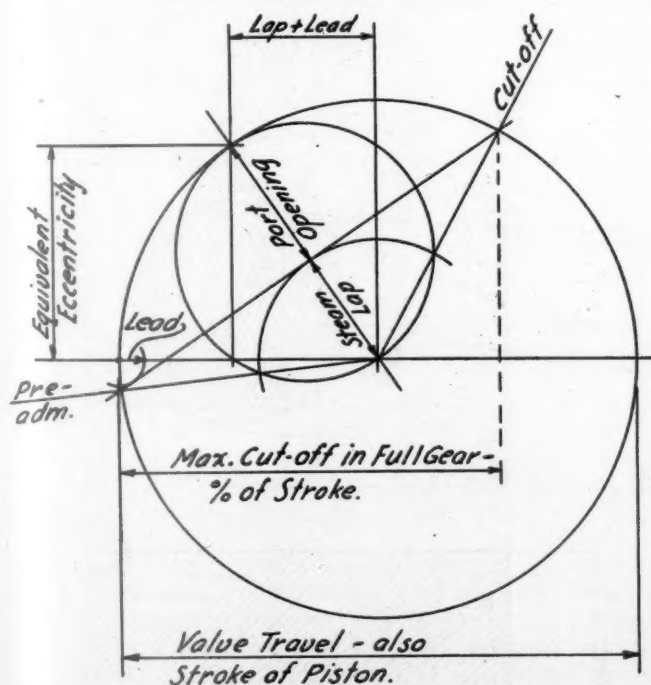 Lap+Lead
Cut-off
Equivalent
Eccentricity
Port
Opening
Steam
Lap
Lead
Pre-
adm.
Max. Cut-off in Full Gear-
% of Stroke.
Valve Travel - also
Stroke of Piston.